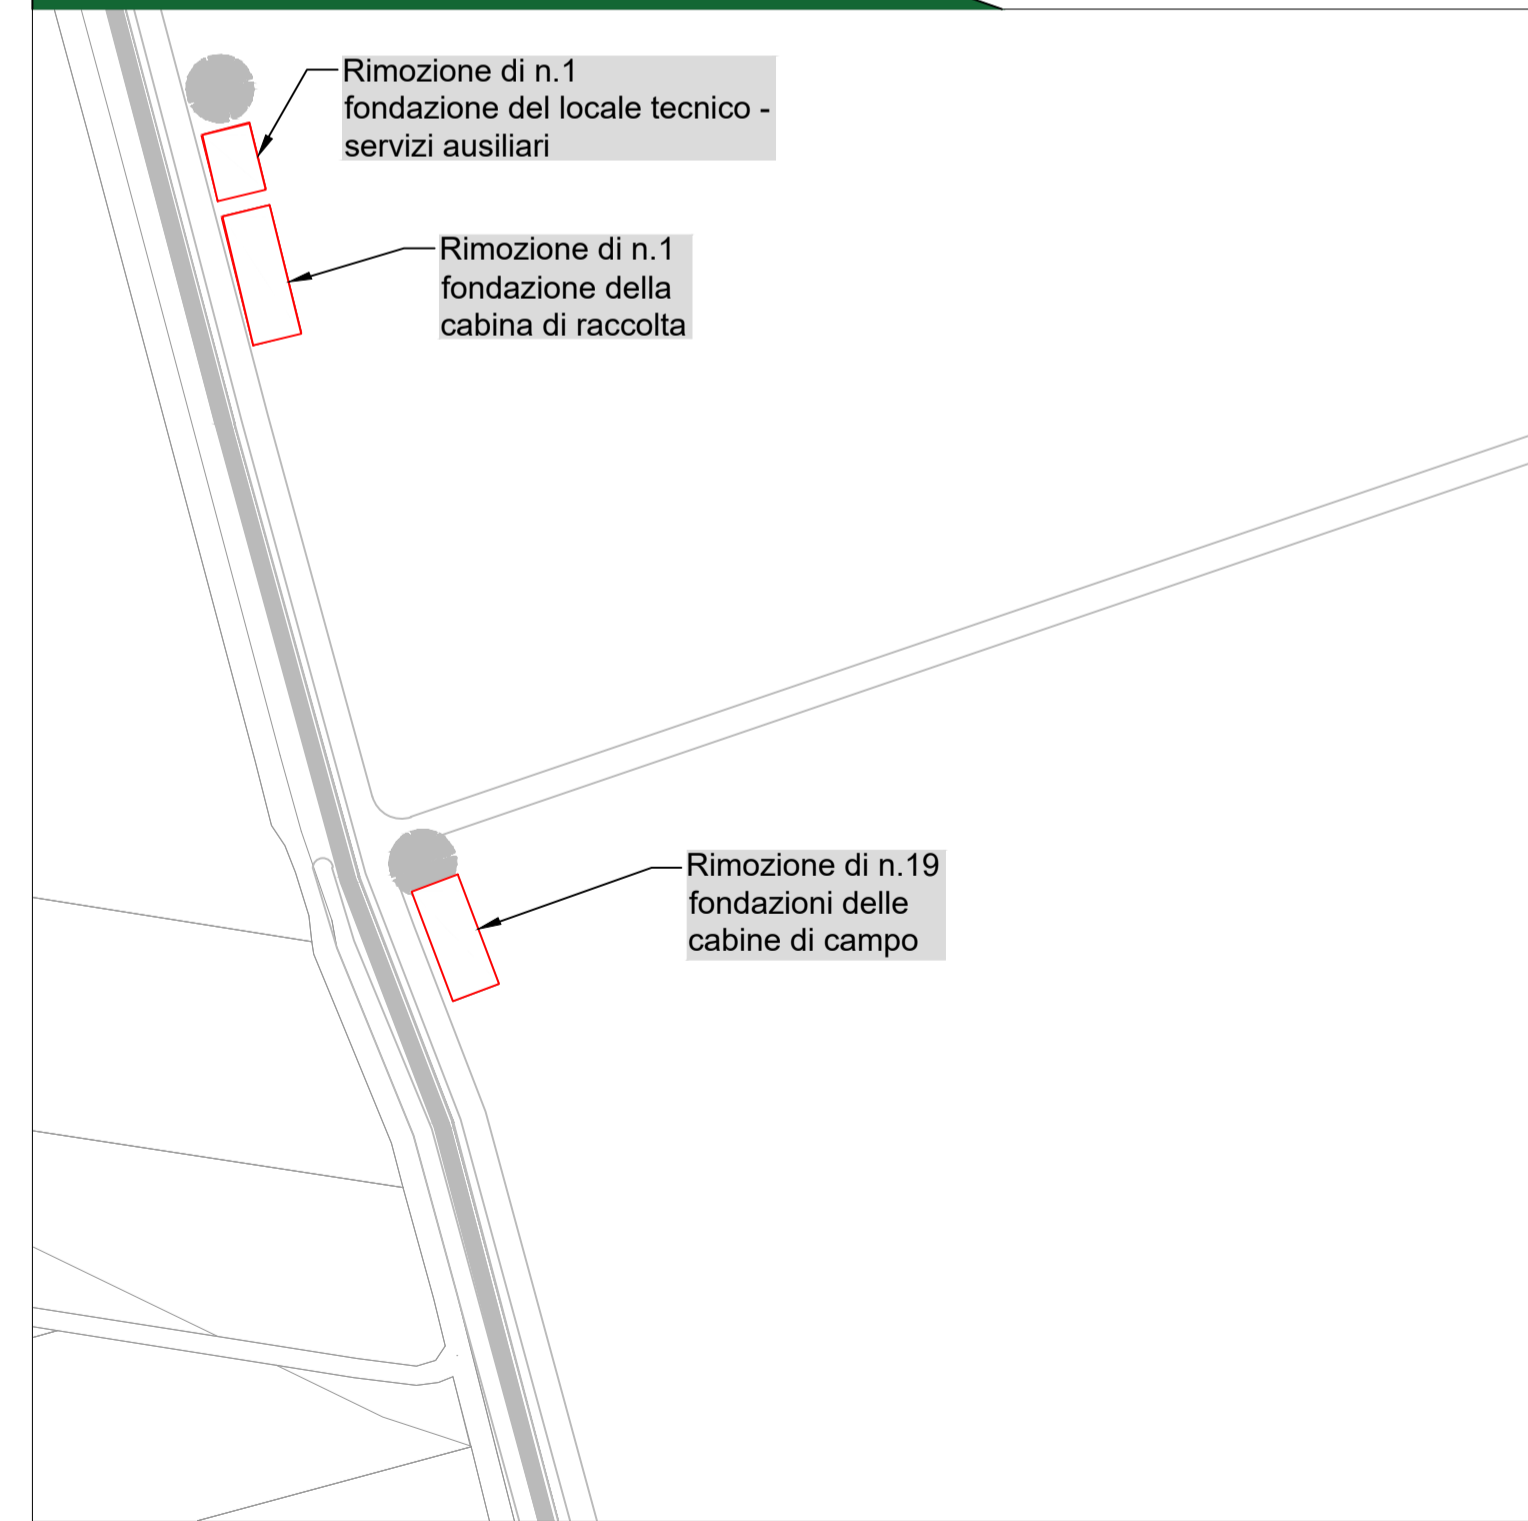 Rimozione di n.1
fondazione del locale tecnico -
servizi ausiliari
Rimozione di n.1
fondazione della
cabina di raccolta
Rimozione di n.19
fondazioni delle
cabine di campo